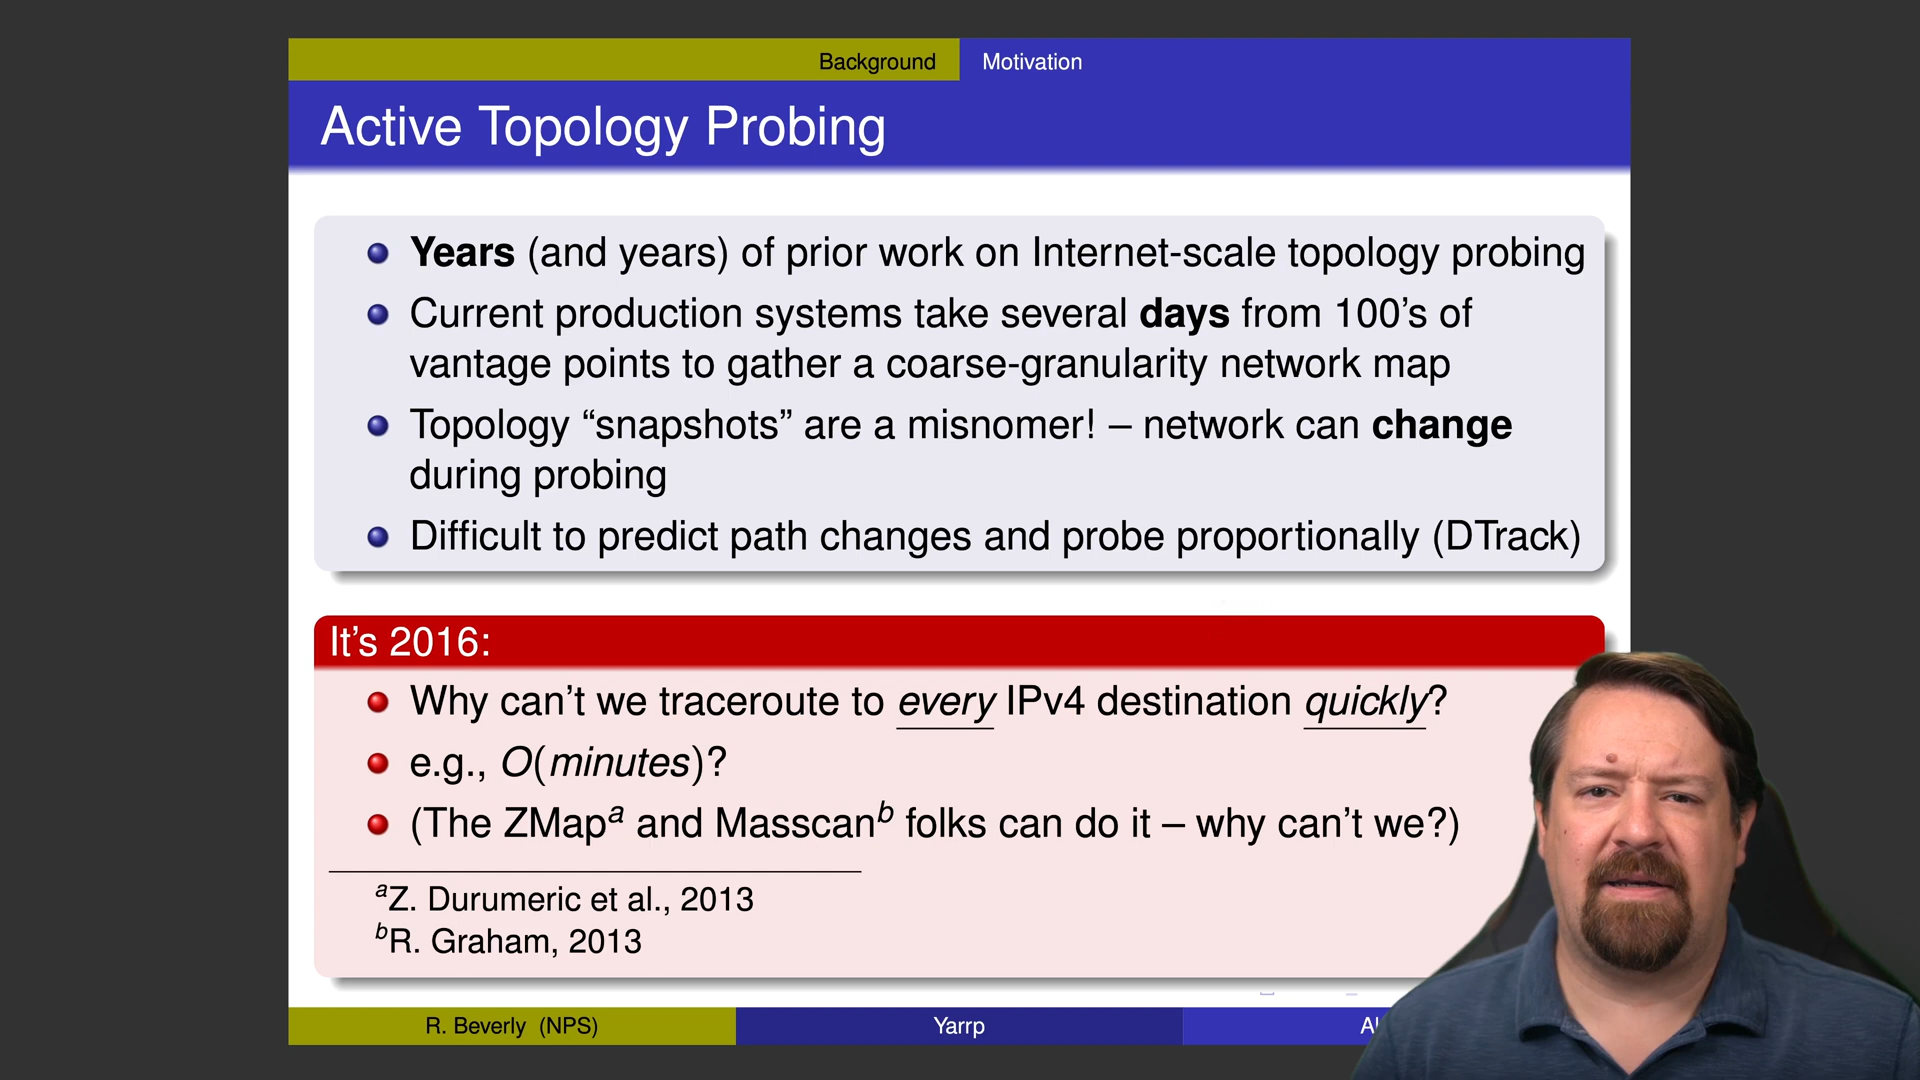 Background
Motivation
Active Topology Probing
Years (and years) of prior work on Internet-scale topology probing
Current production systems take several days from 100's of
vantage points to gather a coarse-granularity network map
Topology “snapshots” are a misnomer! – network can change
during probing
Difficult to predict path changes and probe proportionally (DTrack)
It's 2016:
Why can't we traceroute to every IPv4 destination quickly?
e.g., O(minutes)?
(The ZMapᵃ and Masscanᵇ folks can do it – why can't we?)
ᵃZ. Durumeric et al., 2013
ᵇR. Graham, 2013
R. Beverly (NPS)
Yarrp